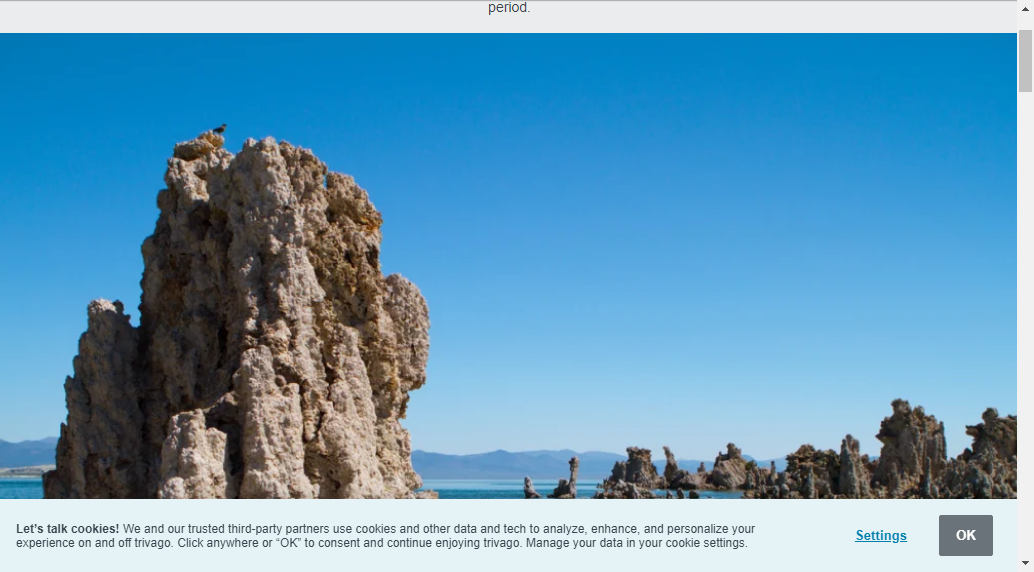 period.
Let’s talk cookies! We and our trusted third-party partners use cookies and other data and tech to analyze, enhance, and personalize your
experience on and off trivago. Click anywhere or “OK” to consent and continue enjoying trivago. Manage your data in your cookie settings.
Settings
OK